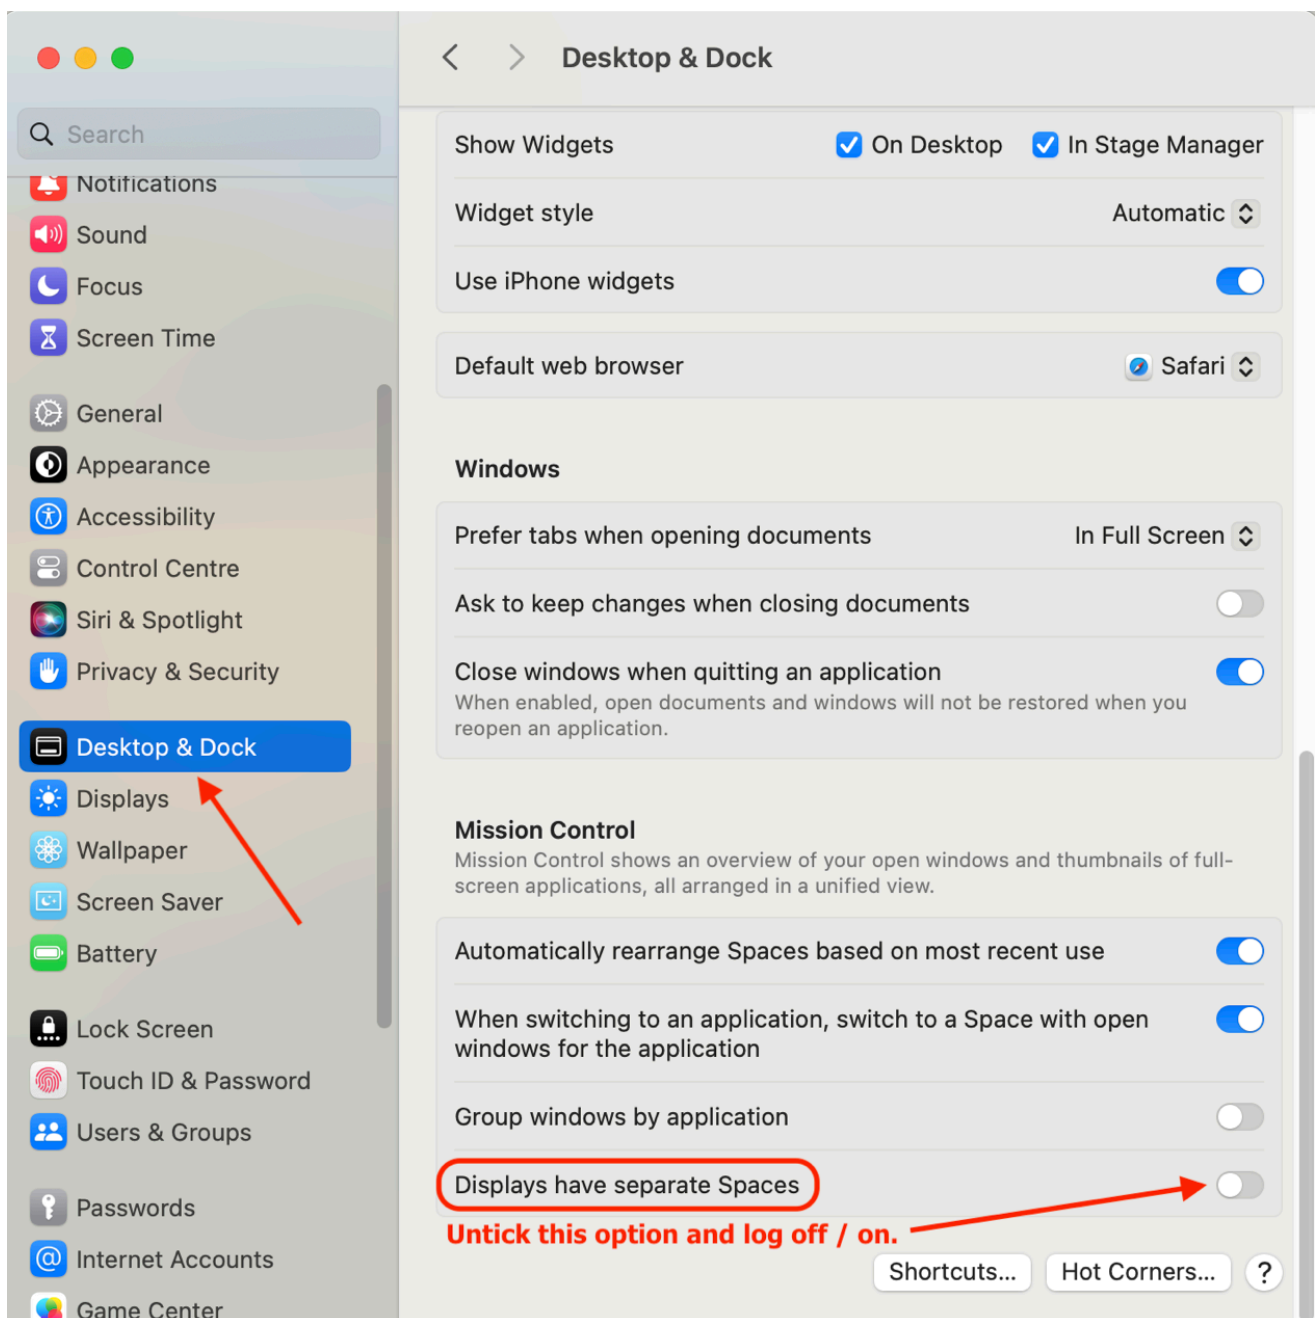 Desktop & Dock
Search
Notifications
Sound
Focus
Screen Time
General
Appearance
Accessibility
Control Centre
Siri & Spotlight
Privacy & Security
Desktop & Dock
Displays
Wallpaper
Screen Saver
Battery
Lock Screen
Touch ID & Password
Users & Groups
Passwords
Internet Accounts
Game Center
Show Widgets On Desktop In Stage Manager
Widget style Automatic
Use iPhone widgets
Default web browser Safari
Windows
Prefer tabs when opening documents In Full Screen
Ask to keep changes when closing documents
Close windows when quitting an application
When enabled, open documents and windows will not be restored when you
reopen an application.
Mission Control
Mission Control shows an overview of your open windows and thumbnails of full-
screen applications, all arranged in a unified view.
Automatically rearrange Spaces based on most recent use
When switching to an application, switch to a Space with open
windows for the application
Group windows by application
Displays have separate Spaces
Untick this option and log off / on.
Shortcuts... Hot Corners... ?